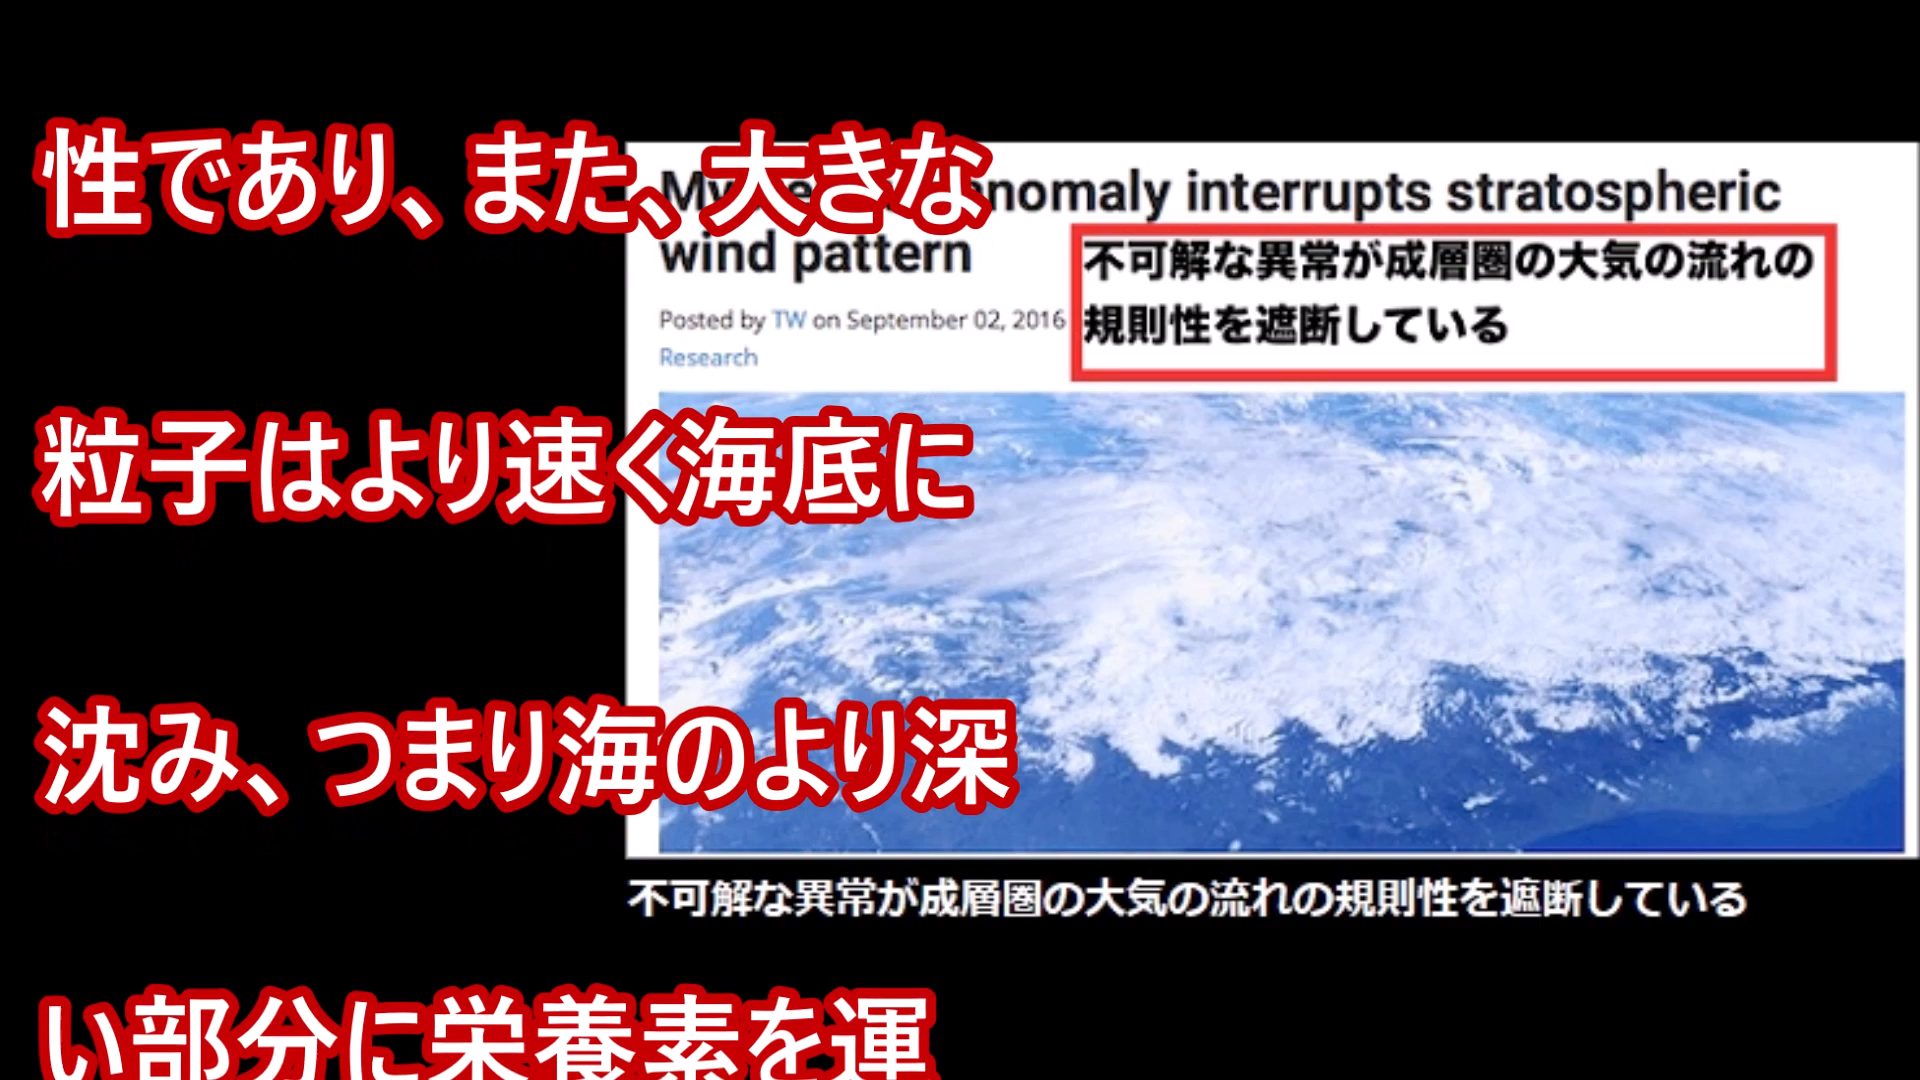 性であり、また、大きな
粒子はより速く海底に
沈み、つまり海のより深
い部分に栄養素を運
anomaly interrupts stratospheric
wind pattern
不可解な異常が成層圏の大気の流れの
規則性を遮断している
Posted by TW on September 02, 2016
Research
不可解な異常が成層圏の大気の流れの規則性を遮断している